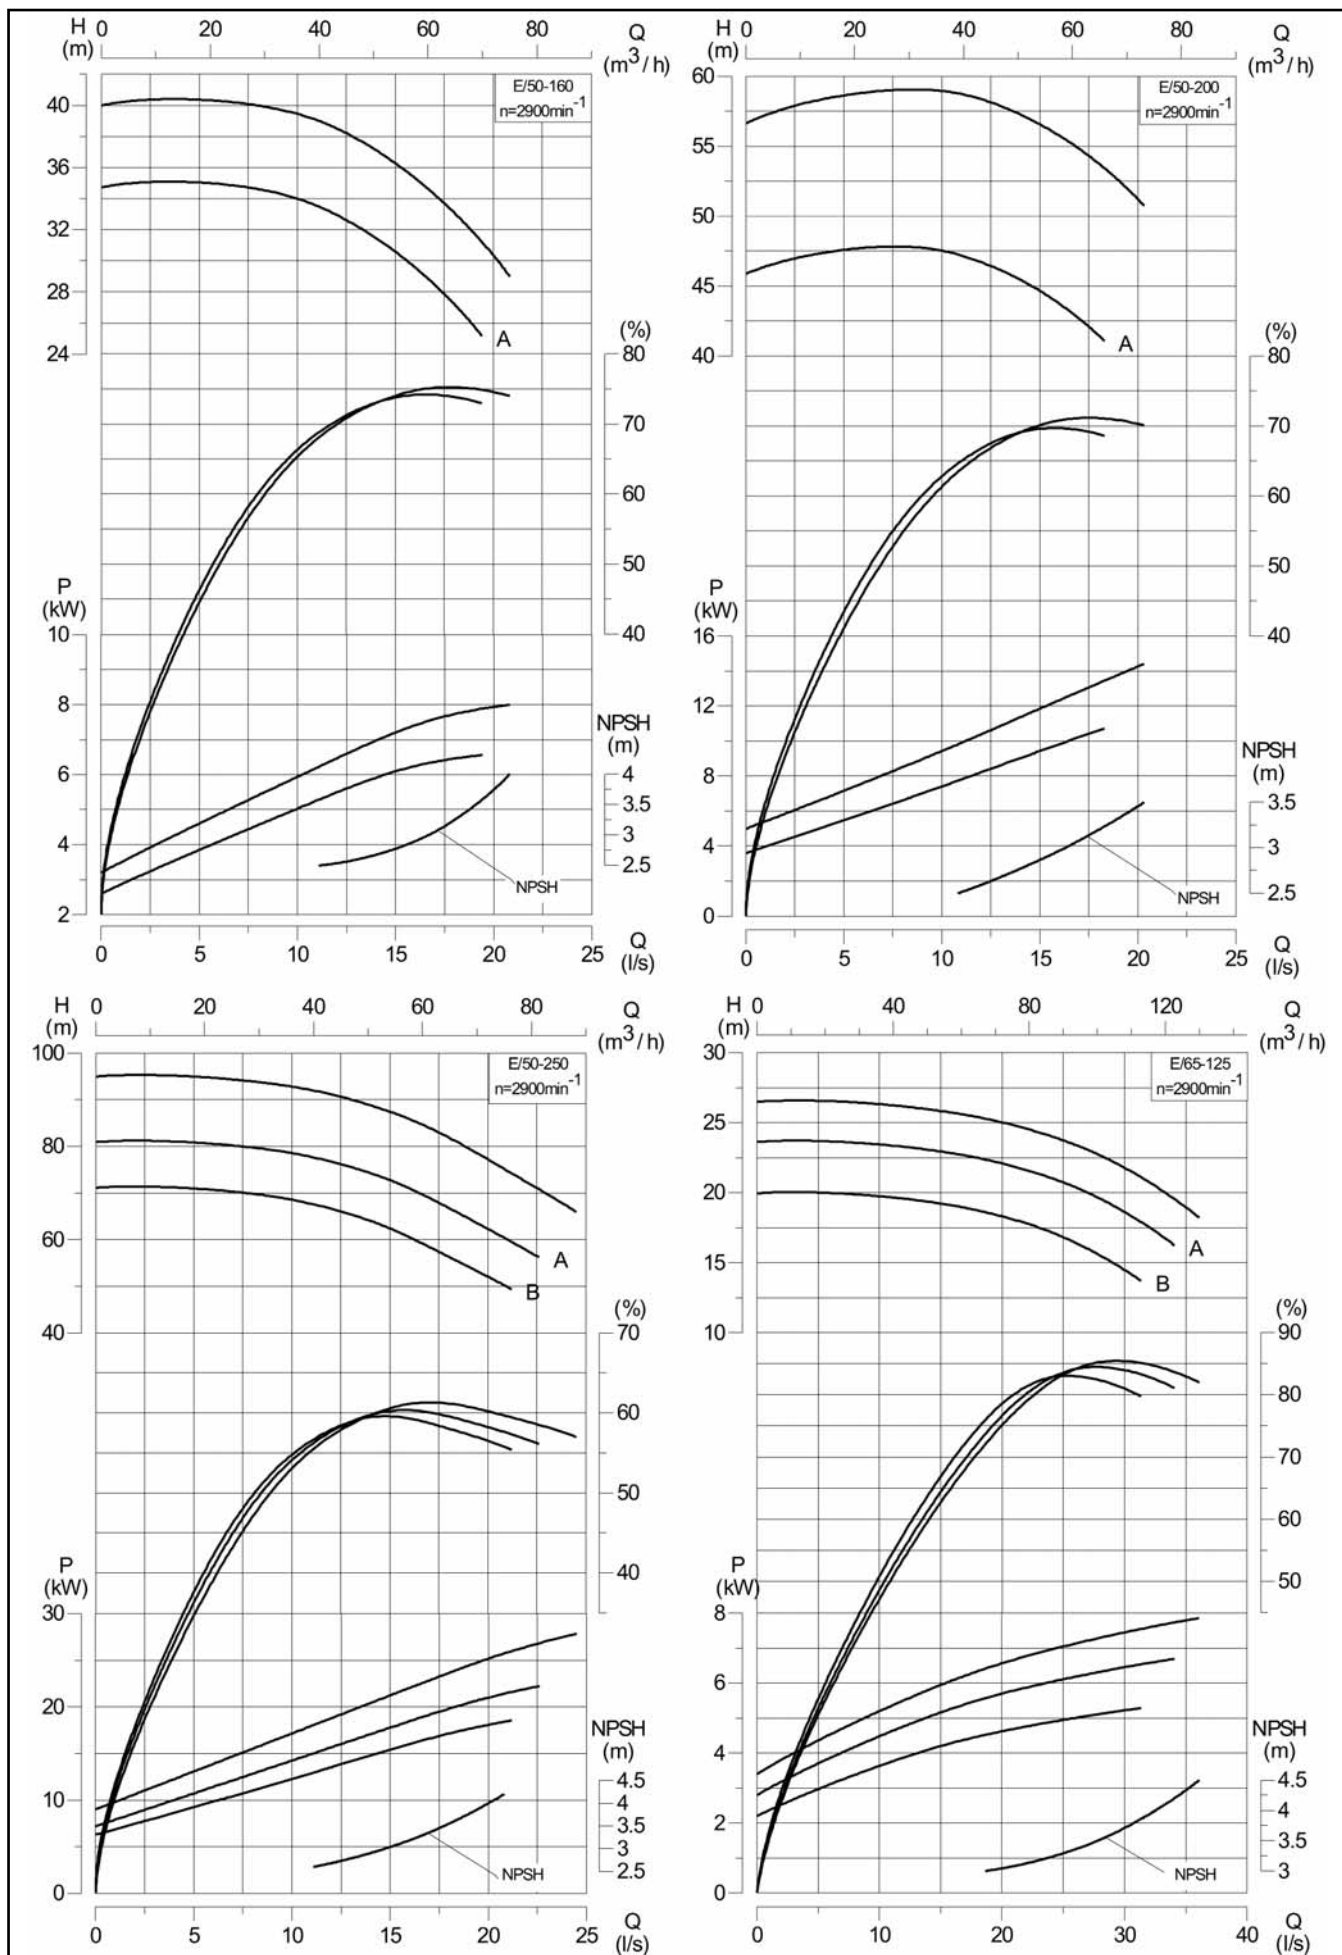 H 0 20 40 60 80 Q
(m) (m³/h)
E/50-160
n=2900min⁻¹
40
36
32
28
24
A
(%)
80
70
60
50
40
P
(kW)
10
8
6
4
2
NPSH
(m)
4
3.5
3
2.5
NPSH
0 5 10 15 20 25 Q
(l/s)
H 0 20 40 60 80 Q
(m) (m³/h)
E/50-200
n=2900min⁻¹
60
55
50
45
40
A
(%)
80
70
60
50
40
P
(kW)
16
12
8
4
0
NPSH
(m)
3.5
3
2.5
NPSH
0 5 10 15 20 25 Q
(l/s)
H 0 20 40 60 80 Q
(m) (m³/h)
E/50-250
n=2900min⁻¹
100
80
60
40
A
B
(%)
70
60
50
40
P
(kW)
30
20
10
0
NPSH
(m)
4.5
4
3.5
3
2.5
NPSH
0 5 10 15 20 25 Q
(l/s)
H 0 40 80 120 Q
(m) (m³/h)
E/65-125
n=2900min⁻¹
30
25
20
15
10
A
B
(%)
90
80
70
60
50
P
(kW)
8
6
4
2
0
NPSH
(m)
4.5
4
3.5
3
NPSH
0 10 20 30 40 Q
(l/s)